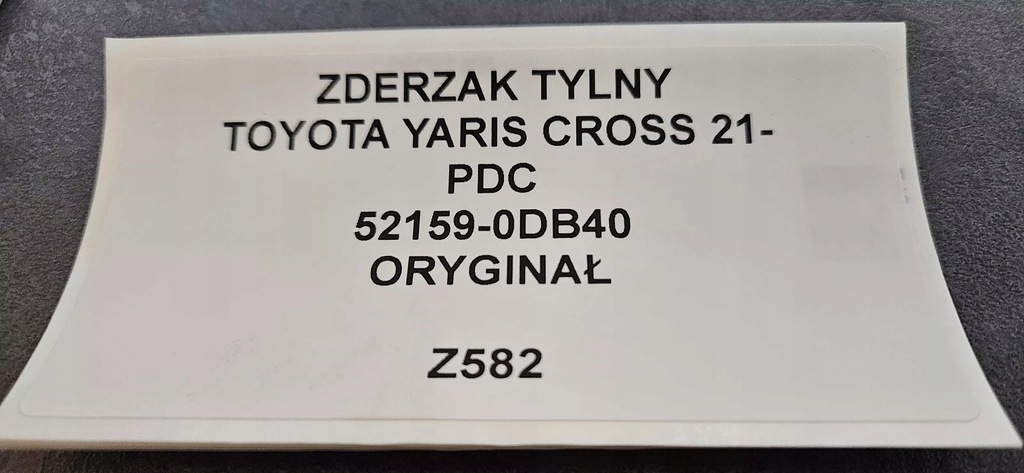 ZDERZAK TYLNY
TOYOTA YARIS CROSS 21-
PDC
52159-0DB40
ORYGINAŁ
Z582